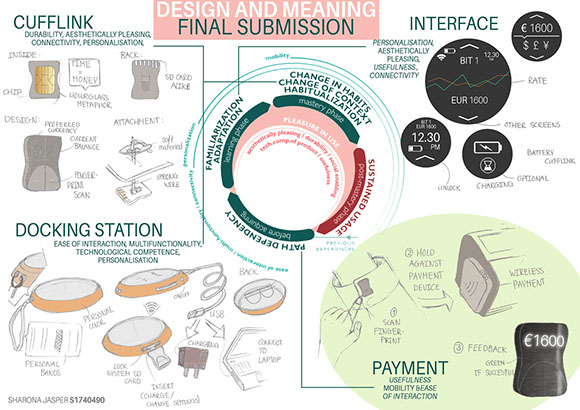 DESIGN AND MEANING
FINAL SUBMISSION
CUFFLINK
DURABILITY, AESTHETICALLY PLEASING,
CONNECTIVITY, PERSONALISATION,
INSIDE:
BACK:
TIME
=
MONEY
CHIP
HOURGLASS
METAPHOR
SD CARD
ALIKE
DESIGN:
PREFERRED
CURRENCY
CURRENT
BALANCE
FINGER-
PRINT
SCAN
ATTACHMENT:
soft
material
SPRING
WIRE
mobility
CHANGE IN HABITS
CHANGE OF CONTEXT
HABITUALIZATION
mastery phase
FAMILIARIZATION
ADAPTATION
learning phase
personalisation
PLEASURE IN USE
aesthetically pleasing / durability / social enabling
tech.comp.of product / usefulness
SUSTAINED USAGE
post-mastery phase
PATH DEPENDENCY
before acquiring
ease of interaction / multifunctionality / connectivity
PREVIOUS
EXPERIENCES
INTERFACE
PERSONALISATION,
AESTHETICALLY
PLEASING,
USEFULNESS,
CONNECTIVITY
€ 1600
$ £ ¥
12.30
PM
BIT 1
EUR 1600
RATE
OTHER SCREENS
BIT 1
EUR 1600
12.30
PM
UNLOCK
BATTERY
CUFFLINK
CHARGING
OPTIONAL
DOCKING STATION
EASE OF INTERACTION, MULTIFUNCTIONALITY,
TECHNOLOGICAL COMPETENCE,
PERSONALISATION
PERSONAL
COLOR
ON/OFF
BACK
USB
PERSONAL
BANDS
LOCK
SYSTEM SD
CARD
CHARGING
INSERT
(CHARGE /
CHANGE SETTINGS)
CONNECT
TO
LAPTOP
② HOLD
AGAINST
PAYMENT
DEVICE
WIRELESS
PAYMENT
①
SCAN
FINGER-
PRINT
③ FEEDBACK
GREEN
IF SUCCESFUL
€1600
PAYMENT
USEFULNESS
MOBILITY &EASE
OF INTERACTION
SHARONA JASPER S1740490